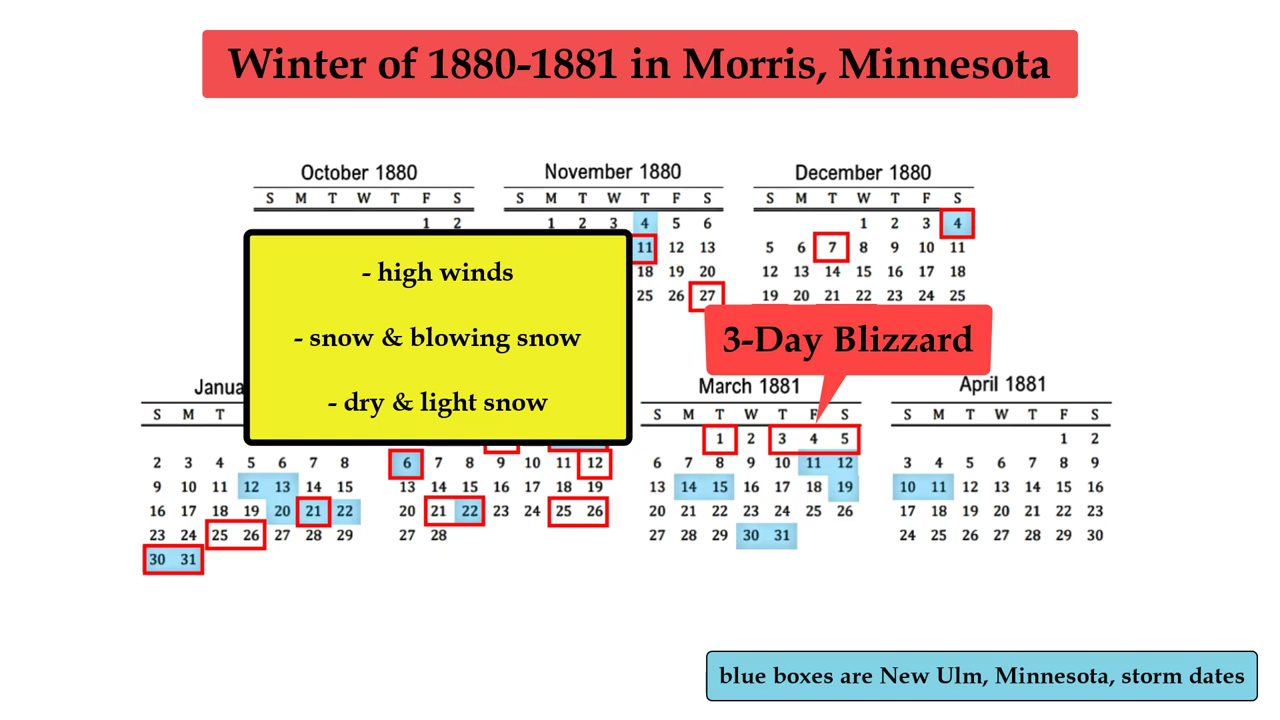 Winter of 1880-1881 in Morris, Minnesota
October 1880
S M T W T F S
1 2
November 1880
S M T W T F S
1 2 3 4 5 6
11 12 13
18 19 20
25 26 27
December 1880
S M T W T F S
1 2 3 4
5 6 7 8 9 10 11
12 13 14 15 16 17 18
19 20 21 22 23 24 25
- high winds
- snow & blowing snow
- dry & light snow
3-Day Blizzard
Janua
S M T
2 3 4 5 6 7 8
9 10 11 12 13 14 15
16 17 18 19 20 21 22
23 24 25 26 27 28 29
30 31
6 7 8 9 10 11 12
13 14 15 16 17 18 19
20 21 22 23 24 25 26
27 28
March 1881
S M T W T F S
1 2 3 4 5
6 7 8 9 10 11 12
13 14 15 16 17 18 19
20 21 22 23 24 25 26
27 28 29 30 31
April 1881
S M T W T F S
1 2
3 4 5 6 7 8 9
10 11 12 13 14 15 16
17 18 19 20 21 22 23
24 25 26 27 28 29 30
blue boxes are New Ulm, Minnesota, storm dates